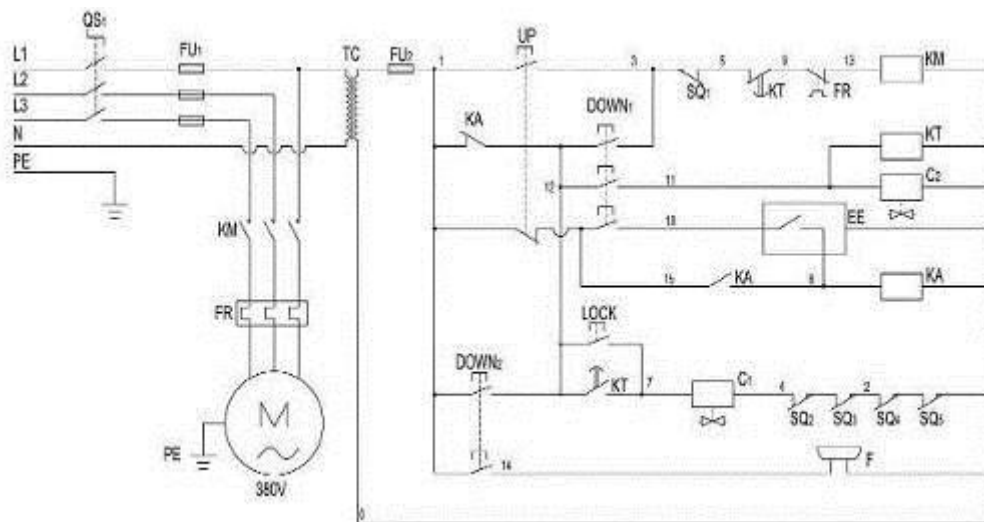 QS1
L1
L2
L3
N
PE
FU1
TC
FU2
1
UP
3
SQ1
KT
9
FR
13
KM
KA
DOWN1
KT
12
11
C2
KM
10
EE
15
KA
6
KA
FR
LOCK
DOWN2
KT
7
C1
4
SQ2
SQ3
2
SQ4
SQ5
M
PE
380V
14
F
0